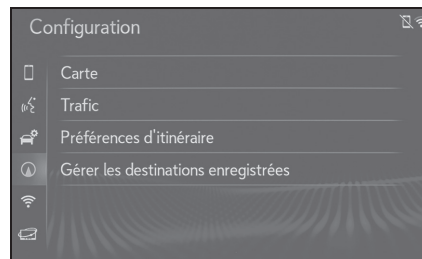 Configuration
Carte
Trafic
Préférences d'itinéraire
Gérer les destinations enregistrées